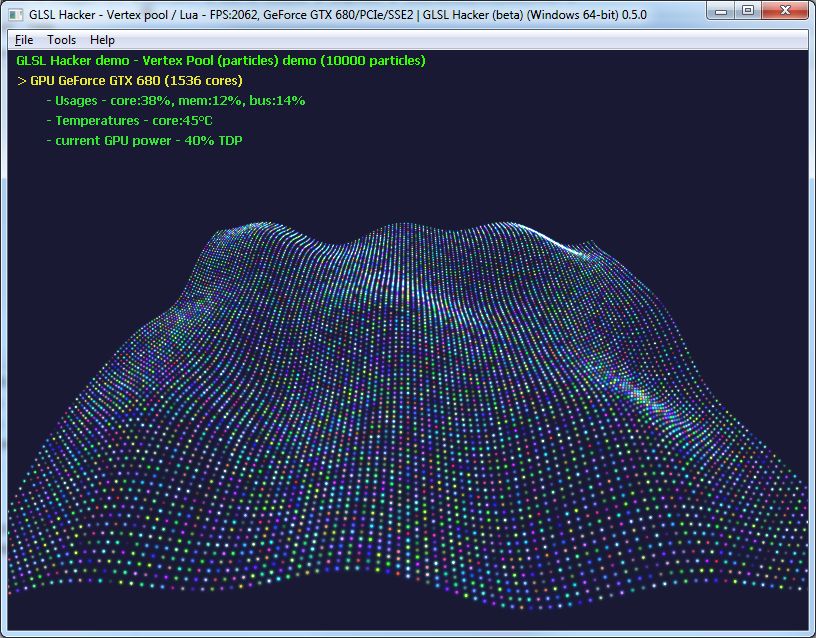 GLSL Hacker - Vertex pool / Lua - FPS:2062, GeForce GTX 680/PCIe/SSE2 | GLSL Hacker (beta) (Windows 64-bit) 0.5.0
File Tools Help
GLSL Hacker demo - Vertex Pool (particles) demo (10000 particles)
> GPU GeForce GTX 680 (1536 cores)
- Usages - core:38%, mem:12%, bus:14%
- Temperatures - core:45°C
- current GPU power - 40% TDP